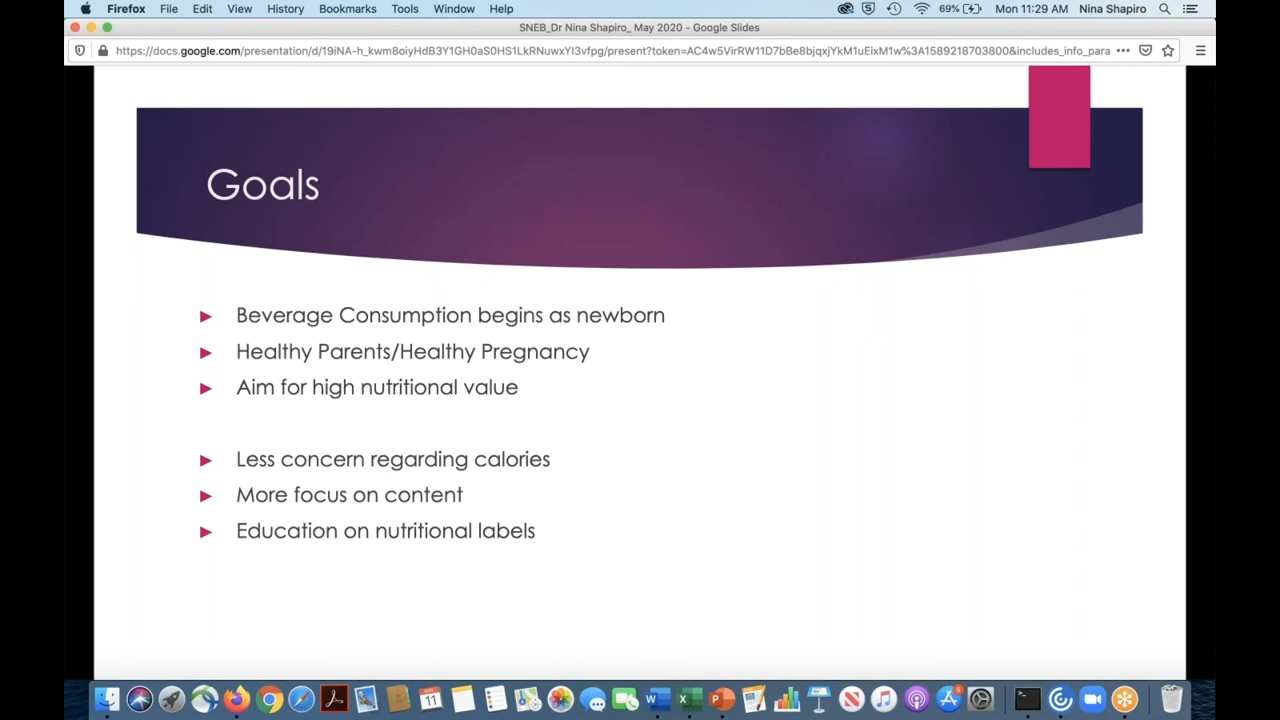 Firefox File Edit View History Bookmarks Tools Window Help 69% Mon 11:29 AM Nina Shapiro
SNEB_Dr Nina Shapiro_ May 2020 - Google Slides
https://docs.google.com/presentation/d/19iNA-h_kwm8oiyHdB3Y1GH0aS0HS1LkRNuwxYI3vfpg/present?token=AC4w5VirRW11D7bBe8bjqxjYkM1uEixM1w%3A1589218703800&includes_info_para
Goals
Beverage Consumption begins as newborn
Healthy Parents/Healthy Pregnancy
Aim for high nutritional value
Less concern regarding calories
More focus on content
Education on nutritional labels
11